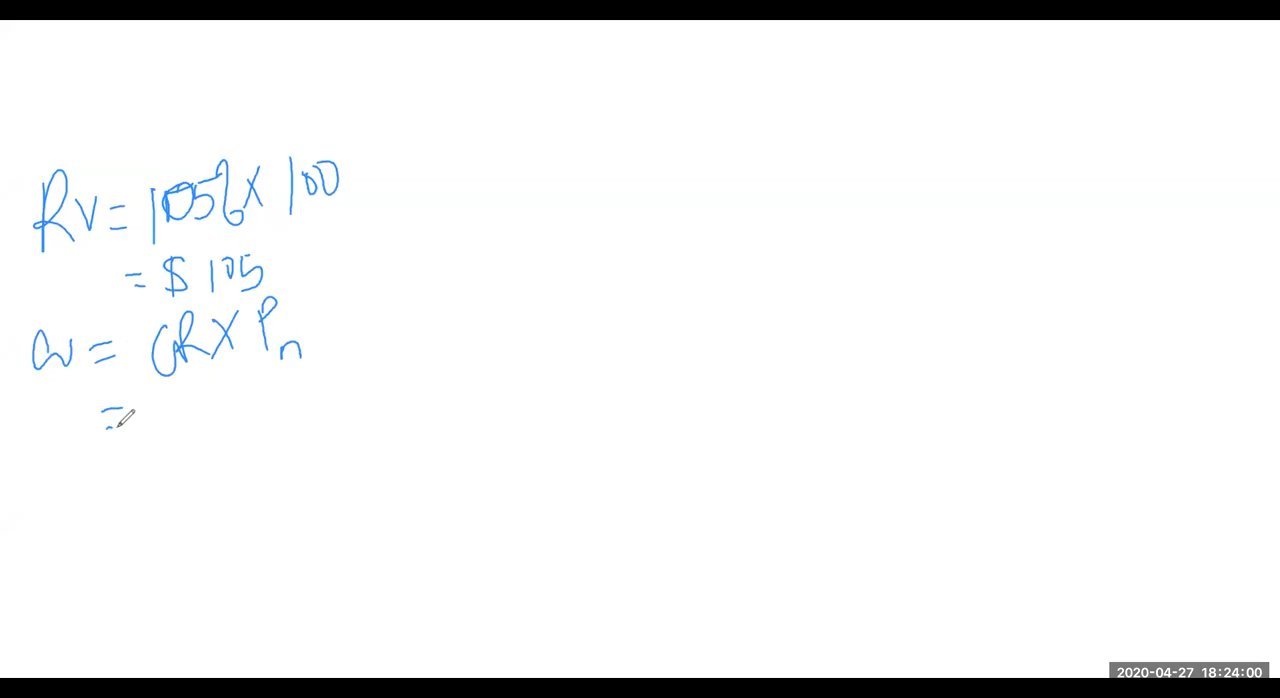 RV = 105% x 100
= $ 105
CV = CR x Pn
=
2020-04-27 18:24:00